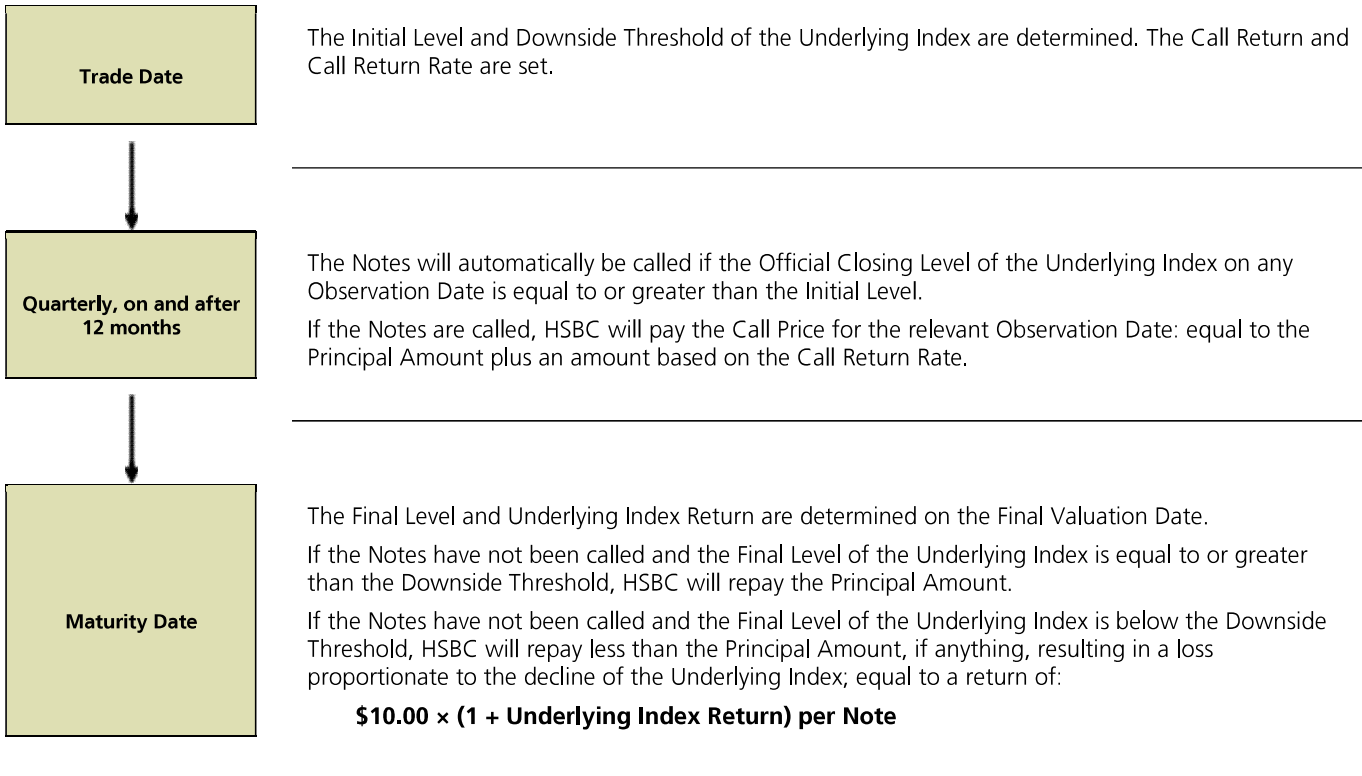 Trade Date
The Initial Level and Downside Threshold of the Underlying Index are determined. The Call Return and
Call Return Rate are set.
Quarterly, on and after
12 months
The Notes will automatically be called if the Official Closing Level of the Underlying Index on any
Observation Date is equal to or greater than the Initial Level.
If the Notes are called, HSBC will pay the Call Price for the relevant Observation Date: equal to the
Principal Amount plus an amount based on the Call Return Rate.
Maturity Date
The Final Level and Underlying Index Return are determined on the Final Valuation Date.
If the Notes have not been called and the Final Level of the Underlying Index is equal to or greater
than the Downside Threshold, HSBC will repay the Principal Amount.
If the Notes have not been called and the Final Level of the Underlying Index is below the Downside
Threshold, HSBC will repay less than the Principal Amount, if anything, resulting in a loss
proportionate to the decline of the Underlying Index; equal to a return of:
$10.00 × (1 + Underlying Index Return) per Note